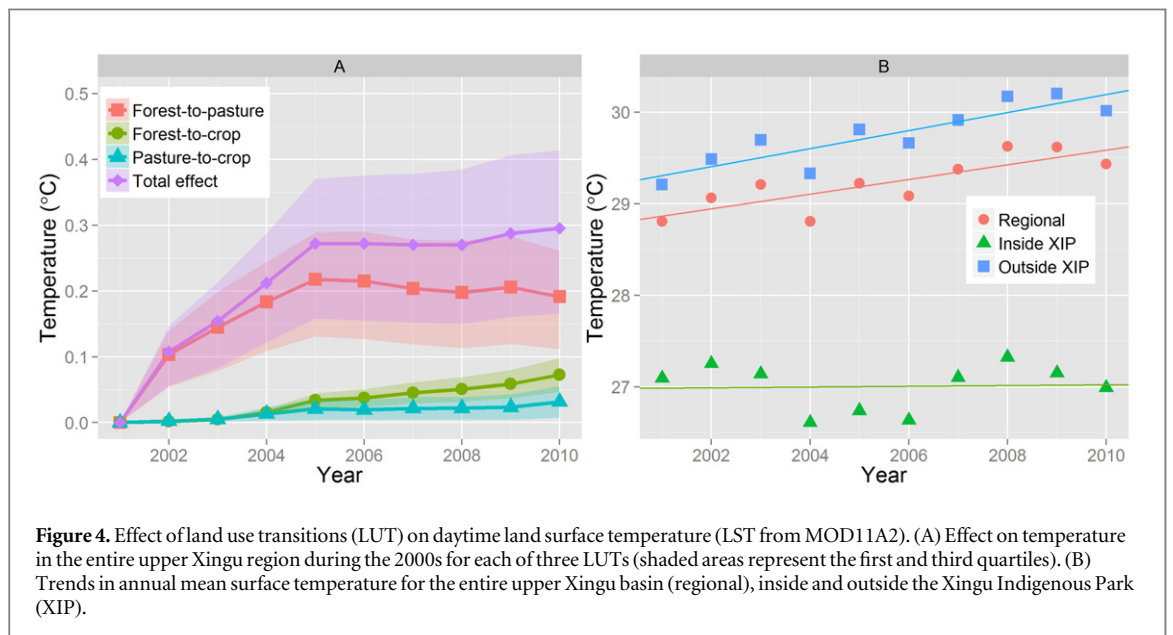 A
B
0.5
0.4
0.3
0.2
0.1
0.0
Temperature (°C)
Forest-to-pasture
Forest-to-crop
Pasture-to-crop
Total effect
2002
2004
2006
2008
2010
Year
30
29
28
27
Temperature (°C)
Regional
Inside XIP
Outside XIP
2002
2004
2006
2008
2010
Year
Figure 4. Effect of land use transitions (LUT) on daytime land surface temperature (LST from MOD11A2). (A) Effect on temperature
in the entire upper Xingu region during the 2000s for each of three LUTs (shaded areas represent the first and third quartiles). (B)
Trends in annual mean surface temperature for the entire upper Xingu basin (regional), inside and outside the Xingu Indigenous Park
(XIP).